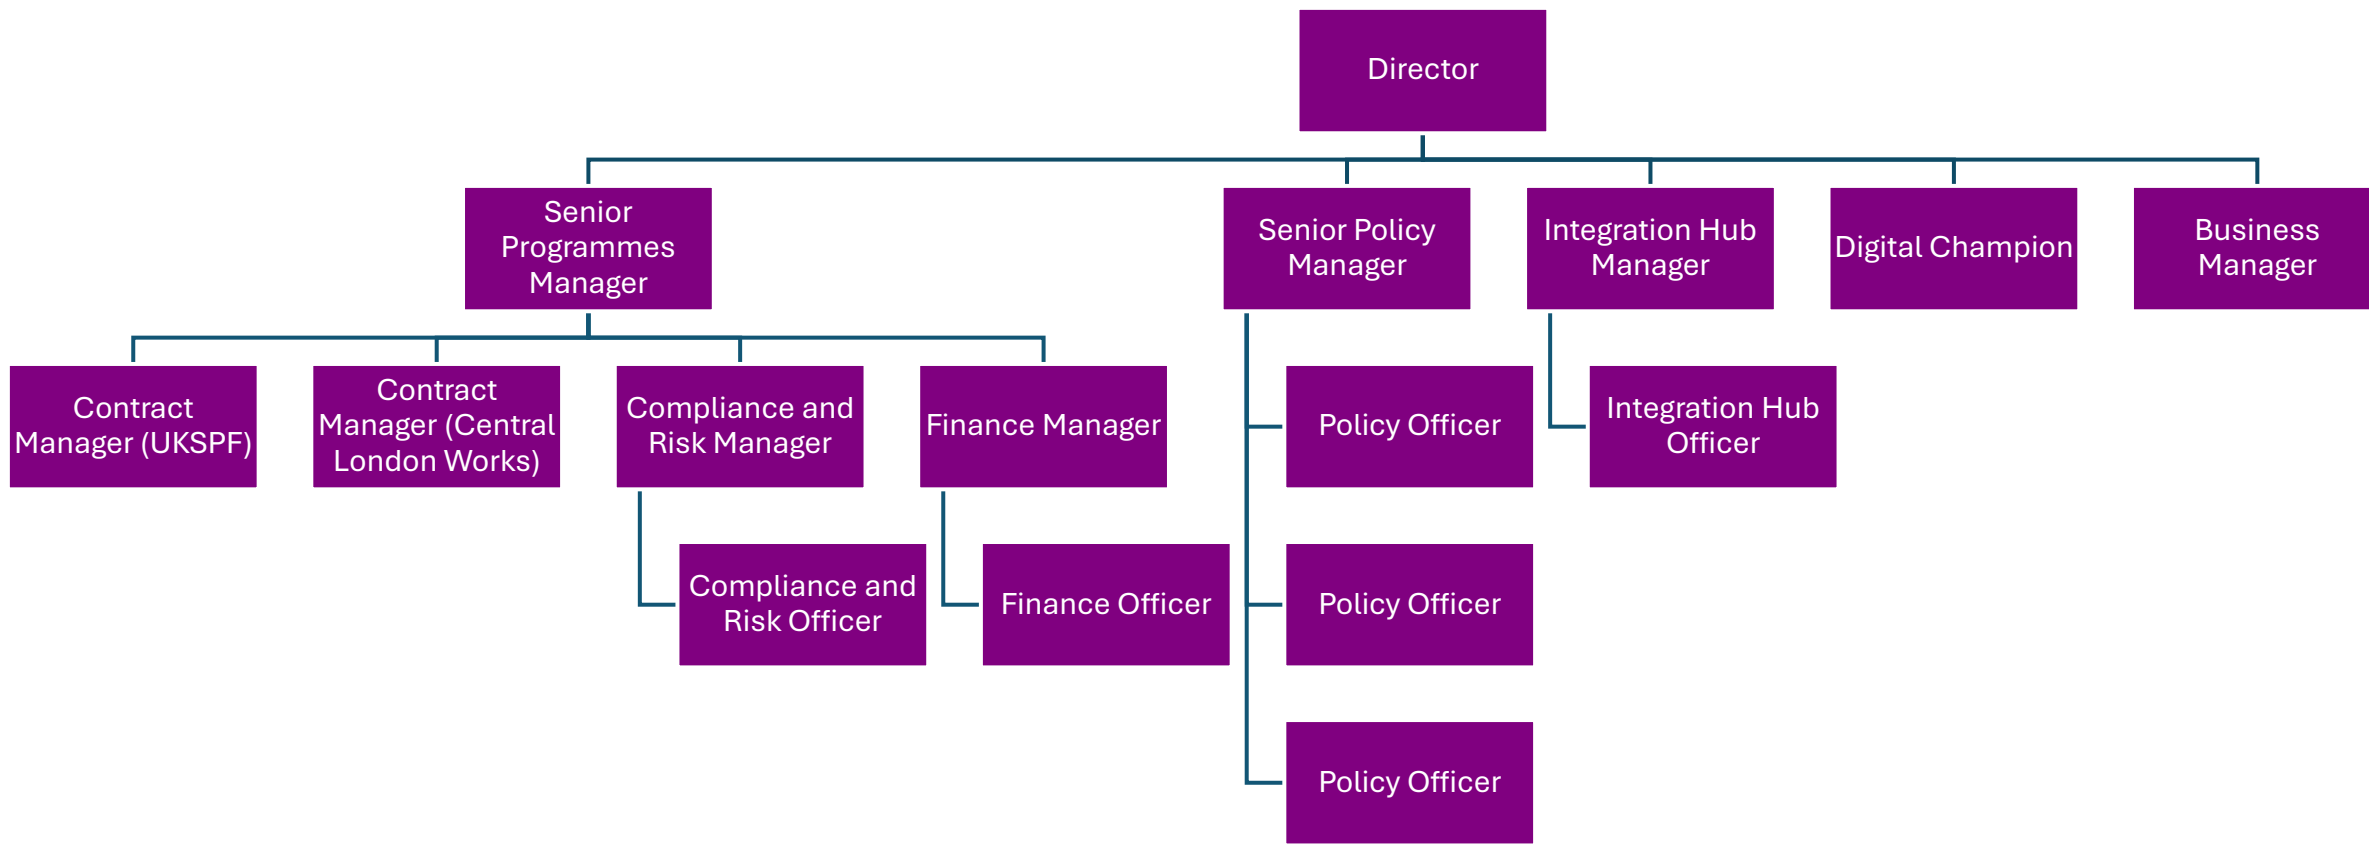 Director
Senior
Programmes
Manager
Senior Policy
Manager
Integration Hub
Manager
Digital Champion
Business
Manager
Contract
Manager (UKSPF)
Contract
Manager (Central
London Works)
Compliance and
Risk Manager
Finance Manager
Policy Officer
Integration Hub
Officer
Compliance and
Risk Officer
Finance Officer
Policy Officer
Policy Officer